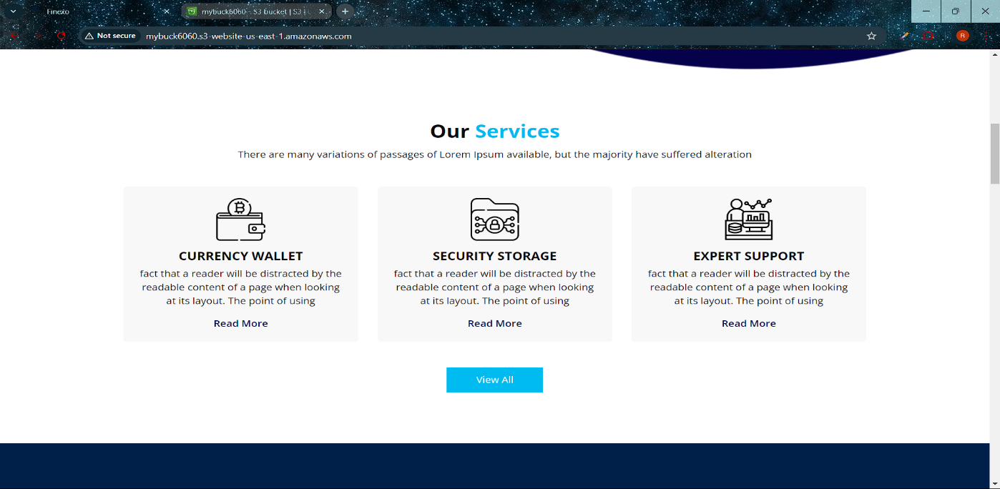 Finexo
mybuck6060 - S3 bucket | S3 |
Not secure
mybuck6060.s3-website-us-east-1.amazonaws.com
R
Our Services
There are many variations of passages of Lorem Ipsum available, but the majority have suffered alteration
CURRENCY WALLET
fact that a reader will be distracted by the
readable content of a page when looking
at its layout. The point of using
Read More
SECURITY STORAGE
fact that a reader will be distracted by the
readable content of a page when looking
at its layout. The point of using
Read More
EXPERT SUPPORT
fact that a reader will be distracted by the
readable content of a page when looking
at its layout. The point of using
Read More
View All